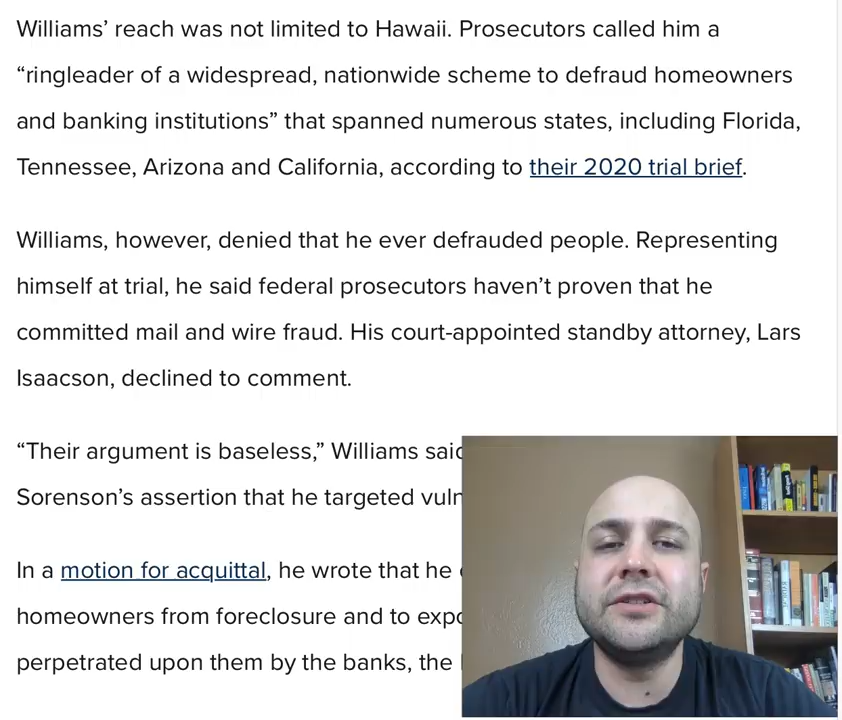 Williams’ reach was not limited to Hawaii. Prosecutors called him a
“ringleader of a widespread, nationwide scheme to defraud homeowners
and banking institutions” that spanned numerous states, including Florida,
Tennessee, Arizona and California, according to their 2020 trial brief.
Williams, however, denied that he ever defrauded people. Representing
himself at trial, he said federal prosecutors haven’t proven that he
committed mail and wire fraud. His court-appointed standby attorney, Lars
Isaacson, declined to comment.
“Their argument is baseless,” Williams said
Sorenson’s assertion that he targeted
In a motion for acquittal, he wrote that he
homeowners from foreclosure and to
perpetrated upon them by the banks, the